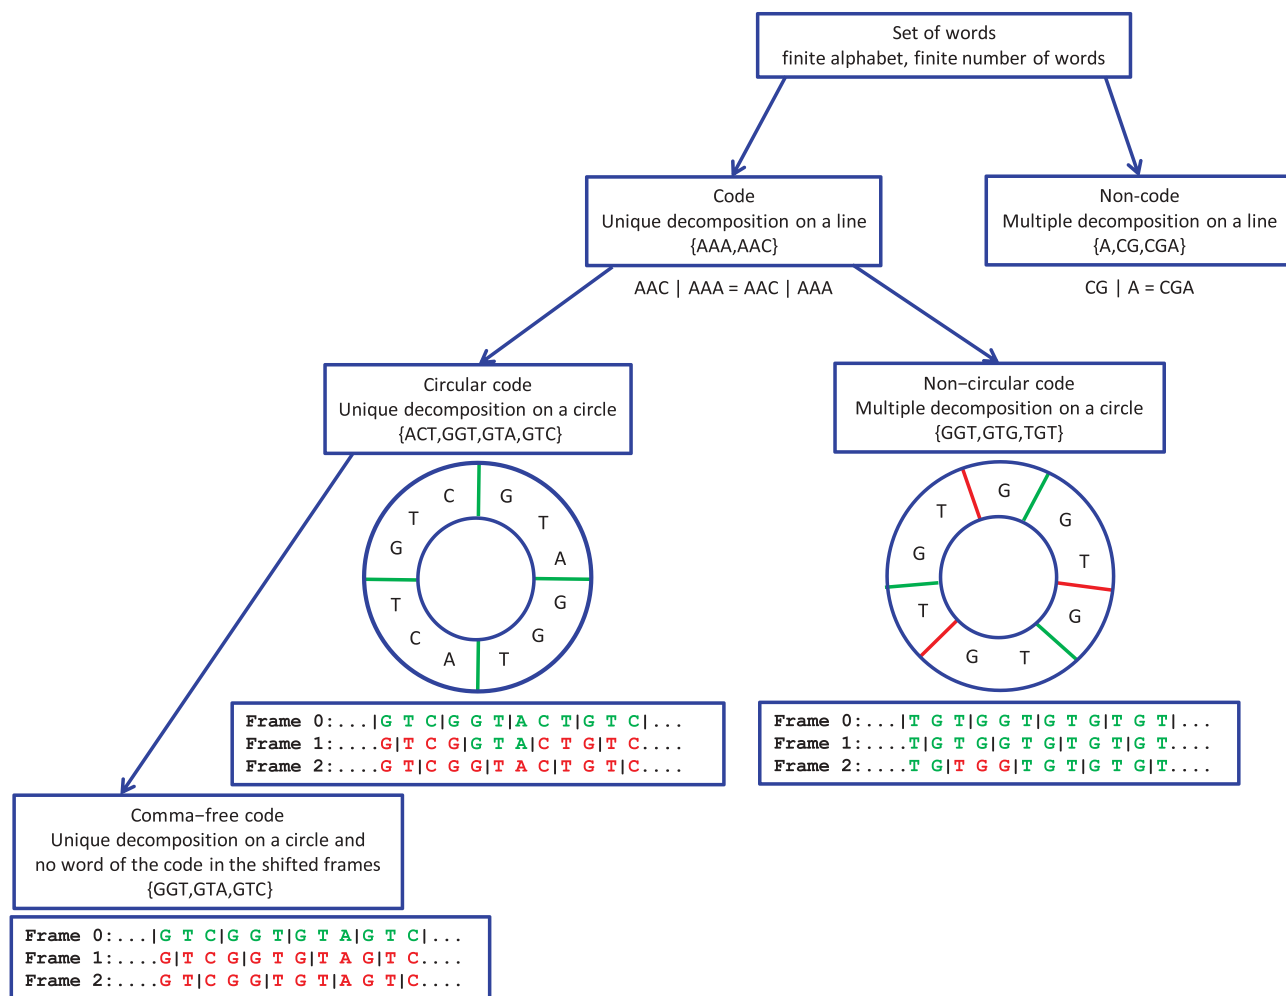 Set of words
finite alphabet, finite number of words
Code
Unique decomposition on a line
{AAA,AAC}
Non-code
Multiple decomposition on a line
{A,CG,CGA}
AAC | AAA = AAC | AAA
CG | A = CGA
Circular code
Unique decomposition on a circle
{ACT,GGT,GTA,GTC}
Non−circular code
Multiple decomposition on a circle
{GGT,GTG,TGT}
G T A G G T A C T G T C
G G T G T G T G T
Frame 0:...|G T C|G G T|A C T|G T C|...
Frame 1:....G|T C G|G T A|C T G|T C....
Frame 2:....G T|C G G|T A C|T G T|C....
Frame 0:...|T G T|G G T|G T G|T G T|...
Frame 1:....T|G T G|G T G|T G T|G T....
Frame 2:....T G|T G G|T G T|G T G|T....
Comma−free code
Unique decomposition on a circle and
no word of the code in the shifted frames
{GGT,GTA,GTC}
Frame 0:...|G T C|G G T|G T A|G T C|...
Frame 1:....G|T C G|G T G|T A G|T C....
Frame 2:....G T|C G G|T G T|A G T|C....